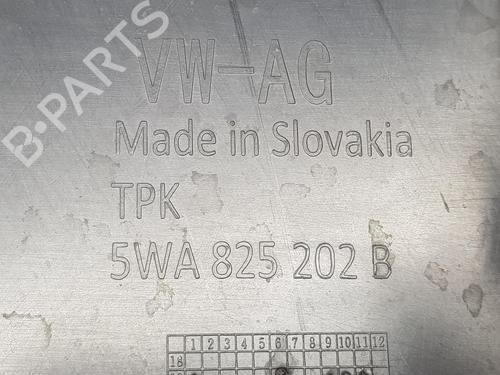 B-PARTS
VW-AG
Made in Slovakia
TPK
5WA 825 202 B
1 2 3 4 5 6 7 8 9 10 11 12
18